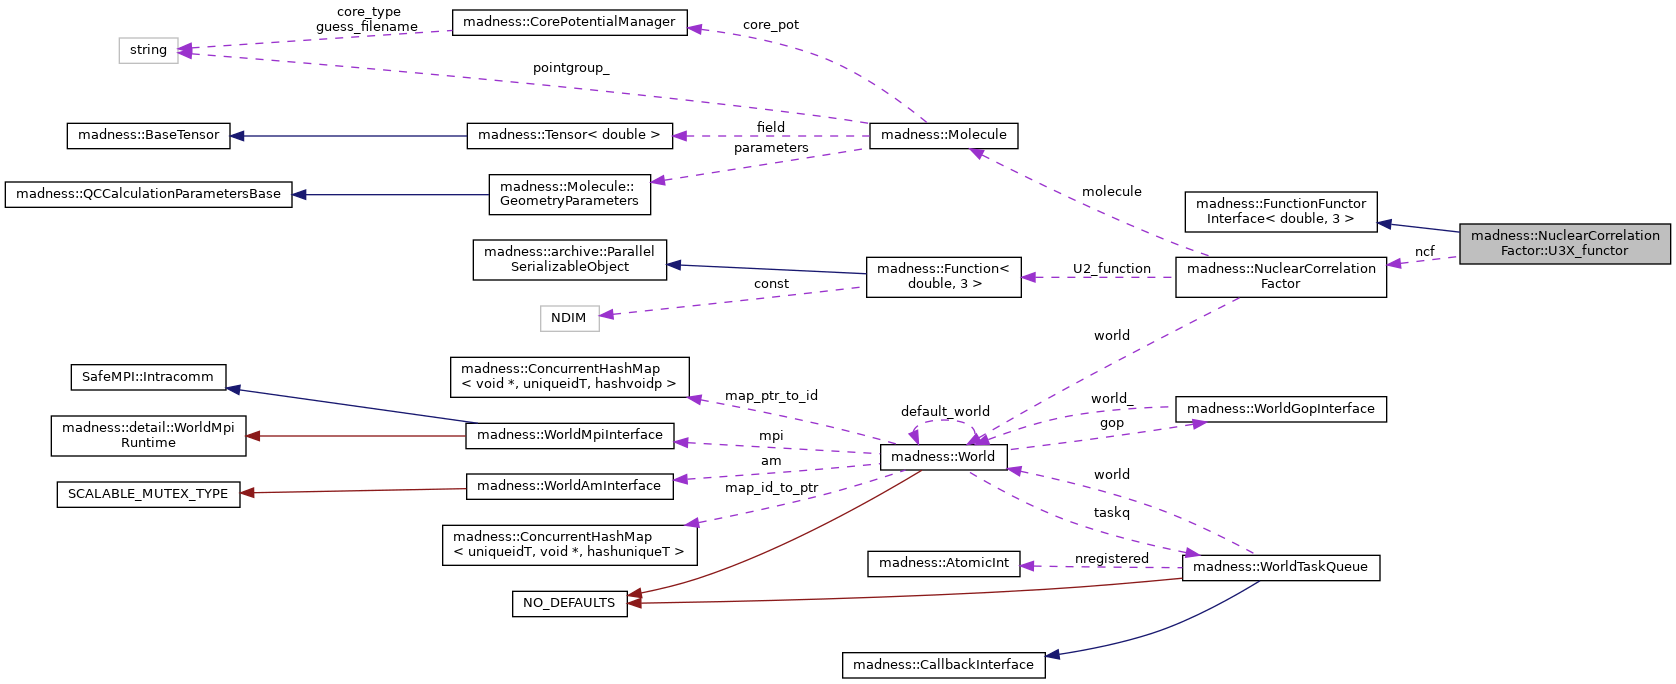 core_type
guess_filename
madness::CorePotentialManager
core_pot
string
pointgroup_
madness::BaseTensor
madness::Tensor< double >
field
madness::Molecule
parameters
madness::QCCalculationParametersBase
madness::Molecule::
GeometryParameters
molecule
madness::FunctionFunctor
Interface< double, 3 >
madness::NuclearCorrelation
Factor::U3X_functor
ncf
madness::archive::Parallel
SerializableObject
madness::Function<
double, 3 >
U2_function
madness::NuclearCorrelation
Factor
const
NDIM
world
madness::ConcurrentHashMap
< void *, uniqueidT, hashvoidp >
SafeMPI::Intracomm
map_ptr_to_id
default_world
world_
madness::WorldGopInterface
gop
madness::detail::WorldMpi
Runtime
madness::WorldMpiInterface
mpi
madness::World
am
SCALABLE_MUTEX_TYPE
madness::WorldAmInterface
map_id_to_ptr
world
taskq
madness::ConcurrentHashMap
< uniqueidT, void *, hashuniqueT >
madness::AtomicInt
nregistered
madness::WorldTaskQueue
NO_DEFAULTS
madness::CallbackInterface